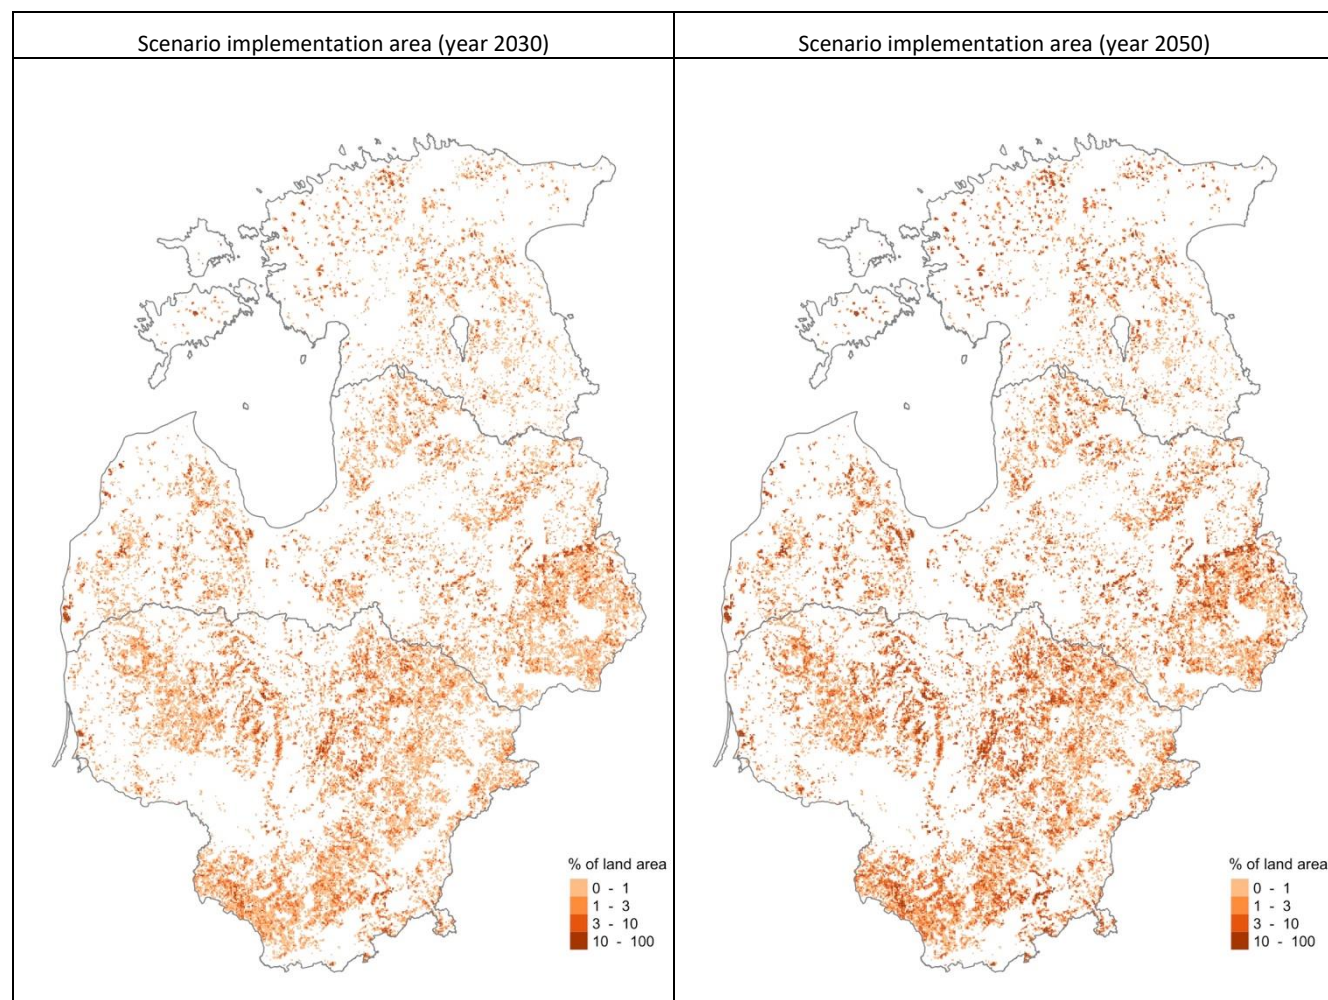 Scenario implementation area (year 2030)
Scenario implementation area (year 2050)
% of land area
0 - 1
1 - 3
3 - 10
10 - 100
% of land area
0 - 1
1 - 3
3 - 10
10 - 100